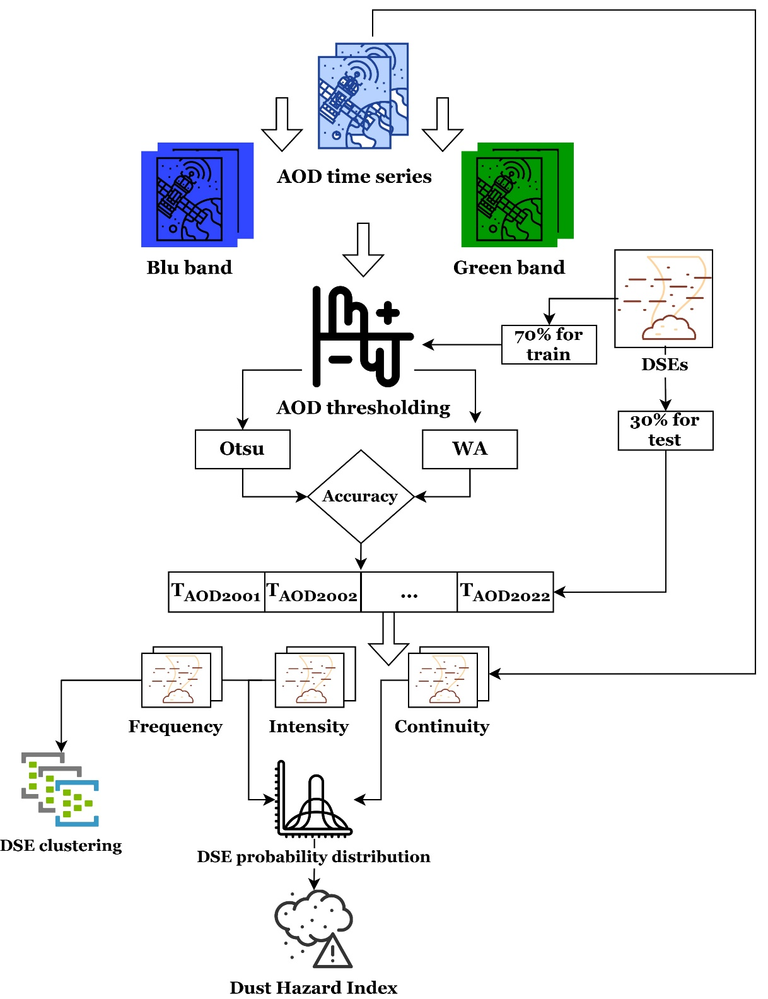 AOD time series
Blu band
Green band
70% for
train
DSEs
AOD thresholding
30% for
test
Otsu
WA
Accuracy
TAOD2001 TAOD2002 ... TAOD2022
Frequency
Intensity
Continuity
DSE clustering
DSE probability distribution
Dust Hazard Index